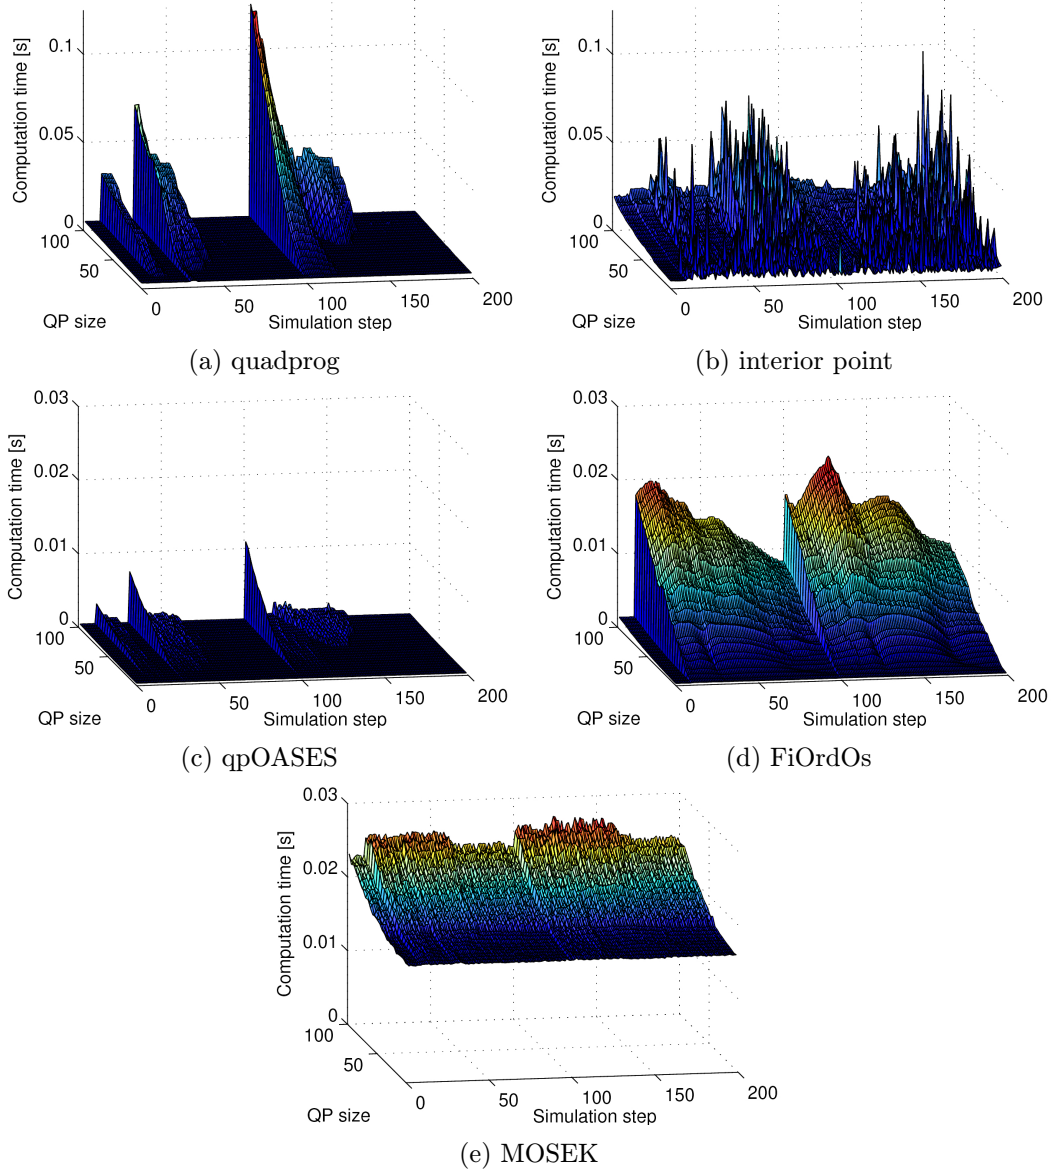 Computation time [s]
0.1
0.05
0
100
50
QP size
0
50
100
150
200
Simulation step
(a) quadprog
Computation time [s]
0.1
0.05
0
100
50
QP size
0
50
100
150
200
Simulation step
(b) interior point
Computation time [s]
0.03
0.02
0.01
0
100
50
QP size
0
50
100
150
200
Simulation step
(c) qpOASES
Computation time [s]
0.03
0.02
0.01
0
100
50
QP size
0
50
100
150
200
Simulation step
(d) FiOrdOs
Computation time [s]
0.03
0.02
0.01
0
100
50
QP size
0
50
100
150
200
Simulation step
(e) MOSEK